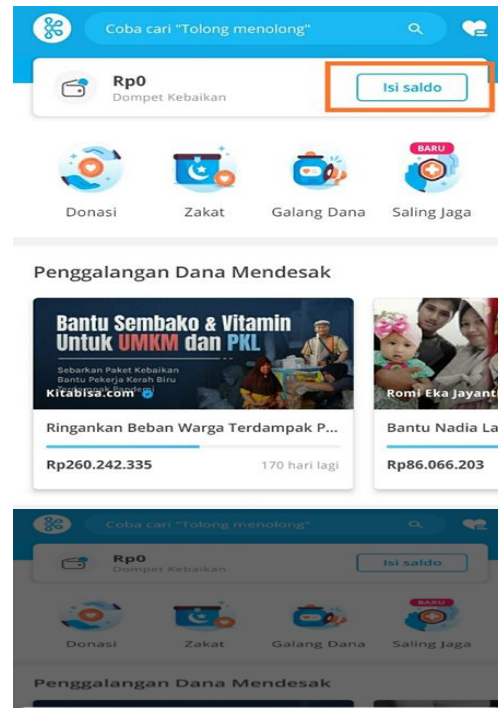 Coba cari "Tolong menolong"
Rp0
Dompet Kebaikan
Isi saldo
BARU
Donasi
Zakat
Galang Dana
Saling Jaga
Penggalangan Dana Mendesak
Bantu Sembako & Vitamin
Untuk UMKM dan PKL
Sebarkan Paket Kebaikan
Bantu Pekerja Kerah Biru
Terdampak Pandemi
Kitabisa.com
Ringankan Beban Warga Terdampak P...
Rp260.242.335
170 hari lagi
Romi Eka Jayant
Bantu Nadia La
Rp86.066.203
Coba cari "Tolong menolong"
Rp0
Dompet Kebaikan
Isi saldo
BARU
Donasi
Zakat
Galang Dana
Saling Jaga
Penggalangan Dana Mendesak